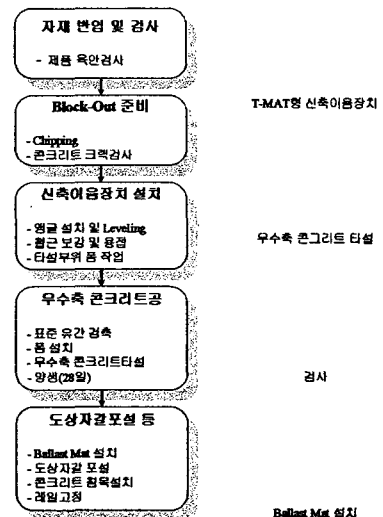 자재 반입 및 검사
- 제품 육안검사
Block-Out 준비
- Chipping
- 콘크리트 크랙검사
신축이음장치 설치
- 앵글 설치 및 Leveling
- 철근 보강 및 용접
- 타설부위 폼 작업
우수축 콘크리트공
- 표준 유간 검측
- 폼 설치
- 우수축 콘크리트타설
- 양생(28일)
도상자갈포설 등
- Ballast Mat 설치
- 도상자갈 포설
- 콘크리트 침목설치
- 레일고정
T-MAT형 신축이음장치
우수축 콘크리트 타설
검사
Ballast Mat 설치